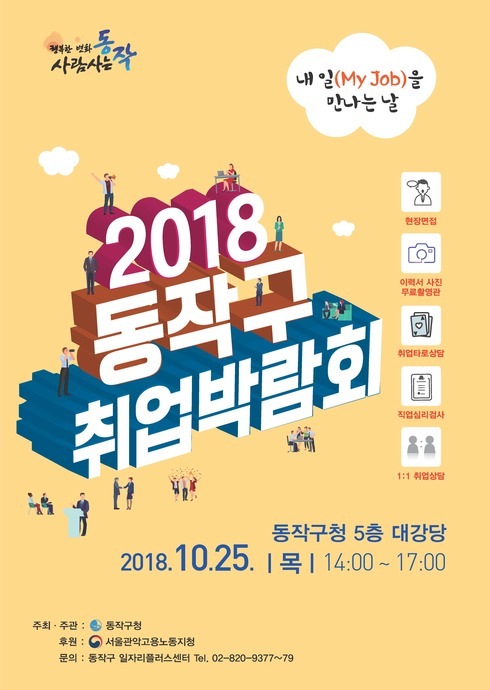 행복한 변화
사람사는 동작
내 일(My Job)을
만나는 날
2018
동작구
취업박람회
현장면접
이력서 사진
무료촬영관
취업타로상담
직업심리검사
1:1 취업상담
동작구청 5층 대강당
2018.10.25. | 목 | 14:00 ~ 17:00
주최 · 주관 : 동작구청
후원 : 서울관악고용노동지청
문의 : 동작구 일자리플러스센터 Tel. 02-820-9377~79